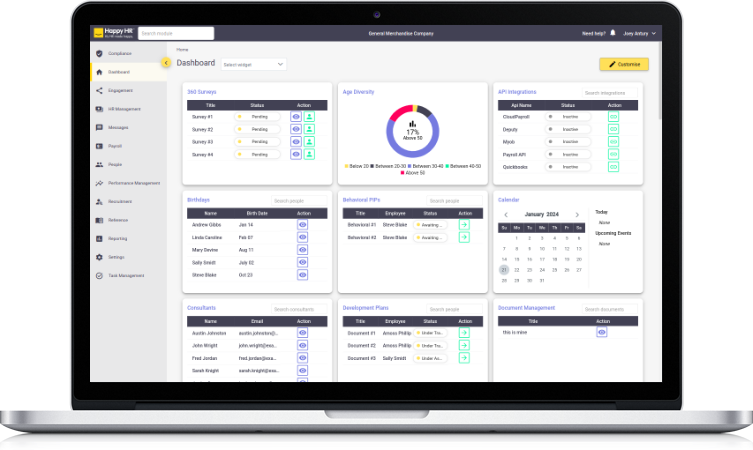 Happy HR
Search module
General Merchandise Company
Need help?
Joey Antury
Compliance
Dashboard
Engagement
HR Management
Messages
Payroll
People
Performance Management
Recruitment
Reference
Reporting
Settings
Task Management
Home
Dashboard
Select widget
Customise
360 Surveys
Title Status Action
Survey #1 Pending
Survey #2 Pending
Survey #3 Pending
Survey #4 Pending
Age Diversity
17%
Above 50
Below 20 Between 20-30 Between 30-40 Between 40-50
Above 50
API Integrations
Search integrations
Api Name Status Action
CloudPayroll Inactive
Deputy Inactive
Myob Inactive
Payroll API Inactive
Quickbooks Inactive
Birthdays
Search people
Name Birth Date Action
Andrew Gibbs Jan 14
Linda Caroline Feb 07
Mary Devine Aug 11
Sally Smidt July 02
Steve Blake Oct 23
Behavioral PIPs
Search people
Title Employee Status Action
Behavioral #1 Steve Blake Awaiting ...
Behavioral #2 Steve Blake Awaiting ...
Calendar
January 2024
Su Mo Tu We Th Fr Sa
1 2 3 4 5 6
7 8 9 10 11 12 13
14 15 16 17 18 19 20
21 22 23 24 25 26 27
28 29 30 31
Today
None
Upcoming Events
None
Consultants
Search consultants
Name Email Action
Austin Johnston austin.johnston@...
John Wright john.wright@exa...
Fred Jordan fred.jordan@exa...
Sarah Knight sarah.knight@exa...
Development Plans
Search people
Title Employee Status Action
Document #1 Amoss Phillip Under Tra...
Document #2 Amoss Phillip Under Tra...
Document #3 Sally Smidt Under As...
Document Management
Search documents
Title Action
this is mine